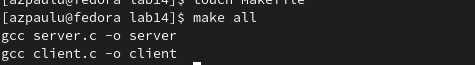 [azpaulu@fedora lab14]$ touch Makefile
[azpaulu@fedora lab14]$ make all
gcc server.c -o server
gcc client.c -o client